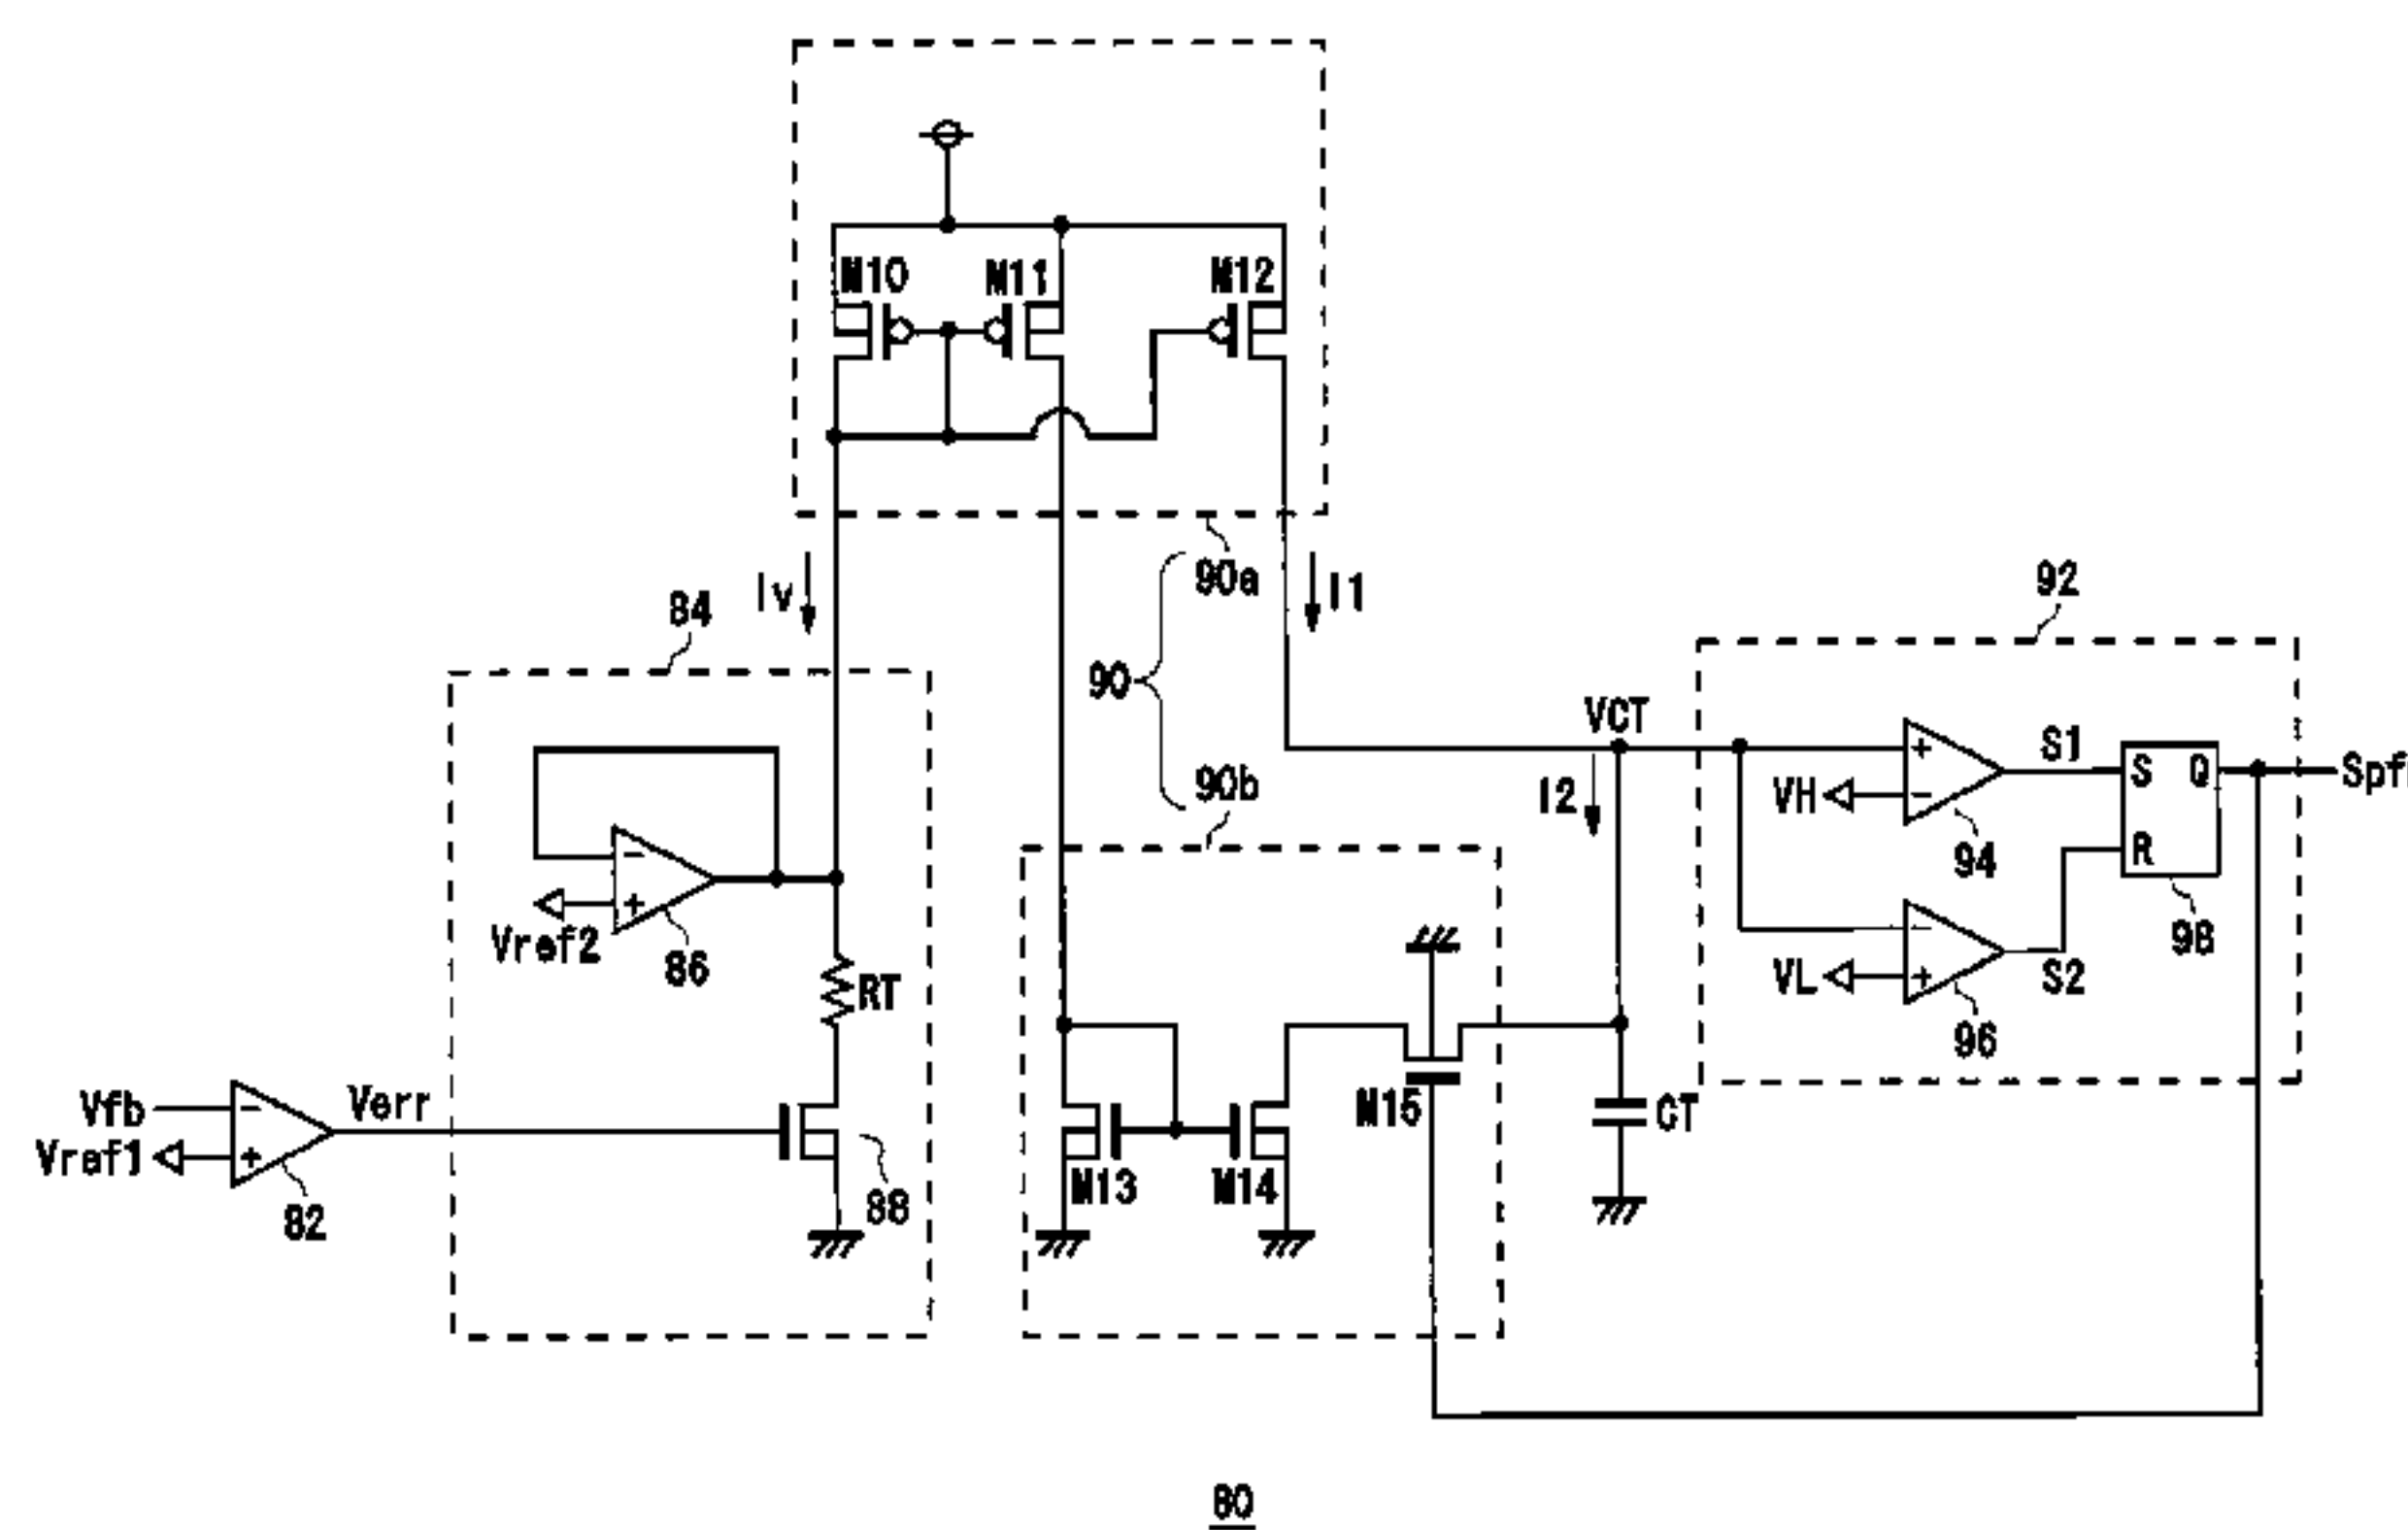 M10 M11 M12
Iv
90a
I1
84
90
92
VCT
S1
S Q
Spf
VH
I2
90b
94
R
Vref2
86
RT
98
VL
S2
96
Vfb
Verr
M15
CT
Vref1
M13
M14
88
82
80